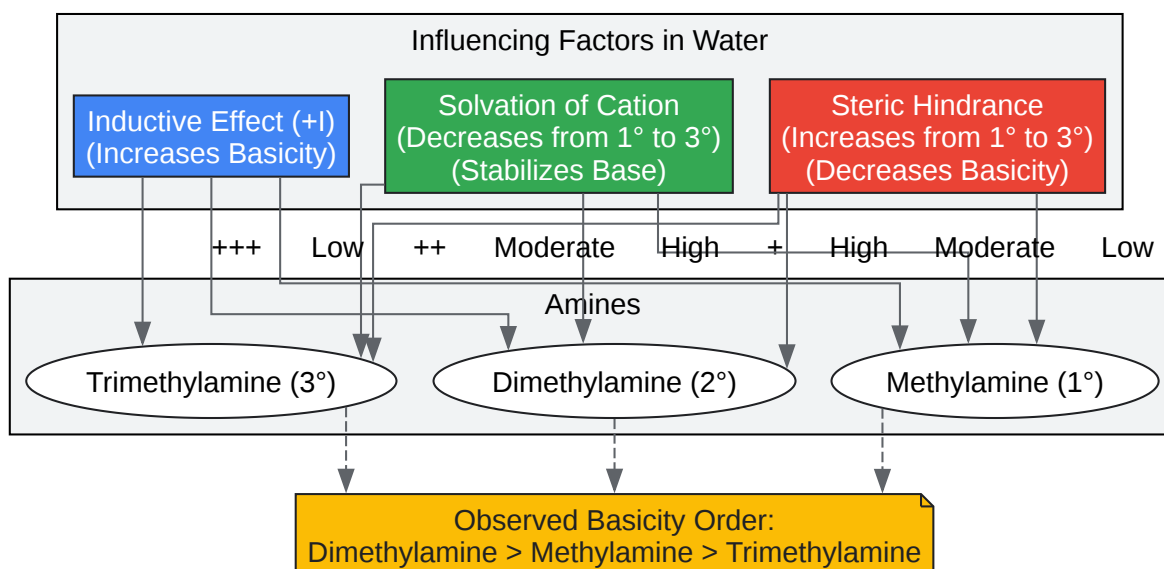 Influencing Factors in Water
Inductive Effect (+I)
(Increases Basicity)
Solvation of Cation
(Decreases from 1° to 3°)
(Stabilizes Base)
Steric Hindrance
(Increases from 1° to 3°)
(Decreases Basicity)
+++ Low ++ Moderate High + High Moderate Low
Amines
Trimethylamine (3°)
Dimethylamine (2°)
Methylamine (1°)
Observed Basicity Order:
Dimethylamine > Methylamine > Trimethylamine